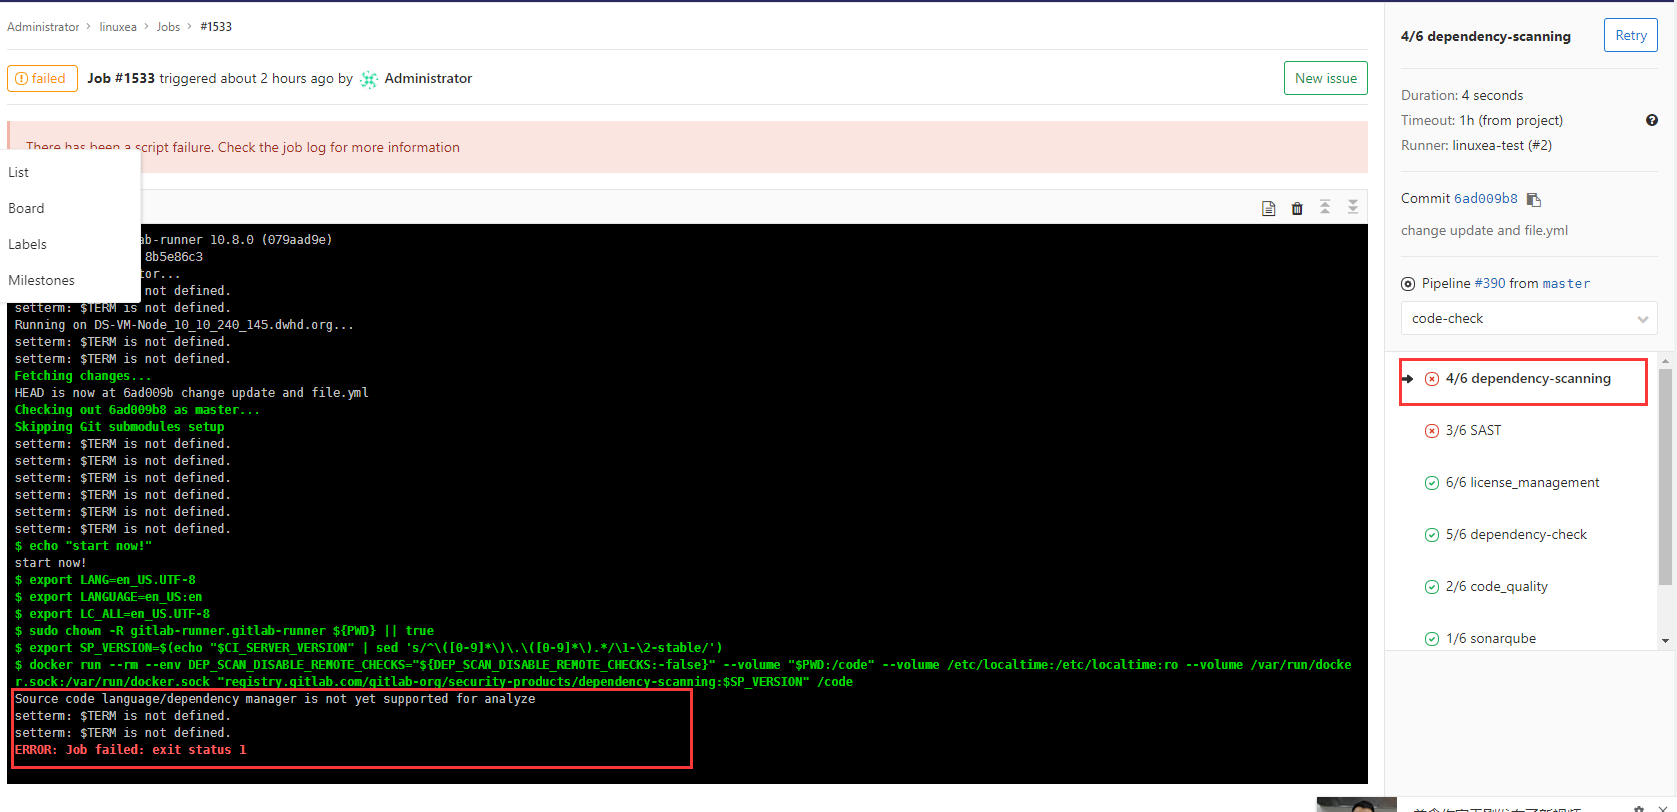 Administrator > linuxea > Jobs > #1533
failed Job #1533 triggered about 2 hours ago by Administrator
New issue
There has been a script failure. Check the job log for more information
List
Board
Labels
Milestones
ab-runner 10.8.0 (079aad9e)
8b5e86c3
tor...
not defined.
setterm: $TERM is not defined.
Running on DS-VM-Node_10_10_240_145.dwhd.org...
setterm: $TERM is not defined.
setterm: $TERM is not defined.
Fetching changes...
HEAD is now at 6ad009b change update and file.yml
Checking out 6ad009b8 as master...
Skipping Git submodules setup
setterm: $TERM is not defined.
setterm: $TERM is not defined.
setterm: $TERM is not defined.
setterm: $TERM is not defined.
setterm: $TERM is not defined.
setterm: $TERM is not defined.
$ echo "start now!"
start now!
$ export LANG=en_US.UTF-8
$ export LANGUAGE=en_US:en
$ export LC_ALL=en_US.UTF-8
$ sudo chown -R gitlab-runner.gitlab-runner ${PWD} || true
$ export SP_VERSION=$(echo "$CI_SERVER_VERSION" | sed 's/^\([0-9]*\)\.\([0-9]*\).*/\1-\2-stable/')
$ docker run --rm --env DEP_SCAN_DISABLE_REMOTE_CHECKS="${DEP_SCAN_DISABLE_REMOTE_CHECKS:-false}" --volume "$PWD:/code" --volume /etc/localtime:/etc/localtime:ro --volume /var/run/docke
r.sock:/var/run/docker.sock "registry.gitlab.com/gitlab-org/security-products/dependency-scanning:$SP_VERSION" /code
Source code language/dependency manager is not yet supported for analyze
setterm: $TERM is not defined.
setterm: $TERM is not defined.
ERROR: Job failed: exit status 1
4/6 dependency-scanning
Retry
Duration: 4 seconds
Timeout: 1h (from project)
Runner: linuxea-test (#2)
Commit 6ad009b8
change update and file.yml
Pipeline #390 from master
code-check
4/6 dependency-scanning
3/6 SAST
6/6 license_management
5/6 dependency-check
2/6 code_quality
1/6 sonarqube